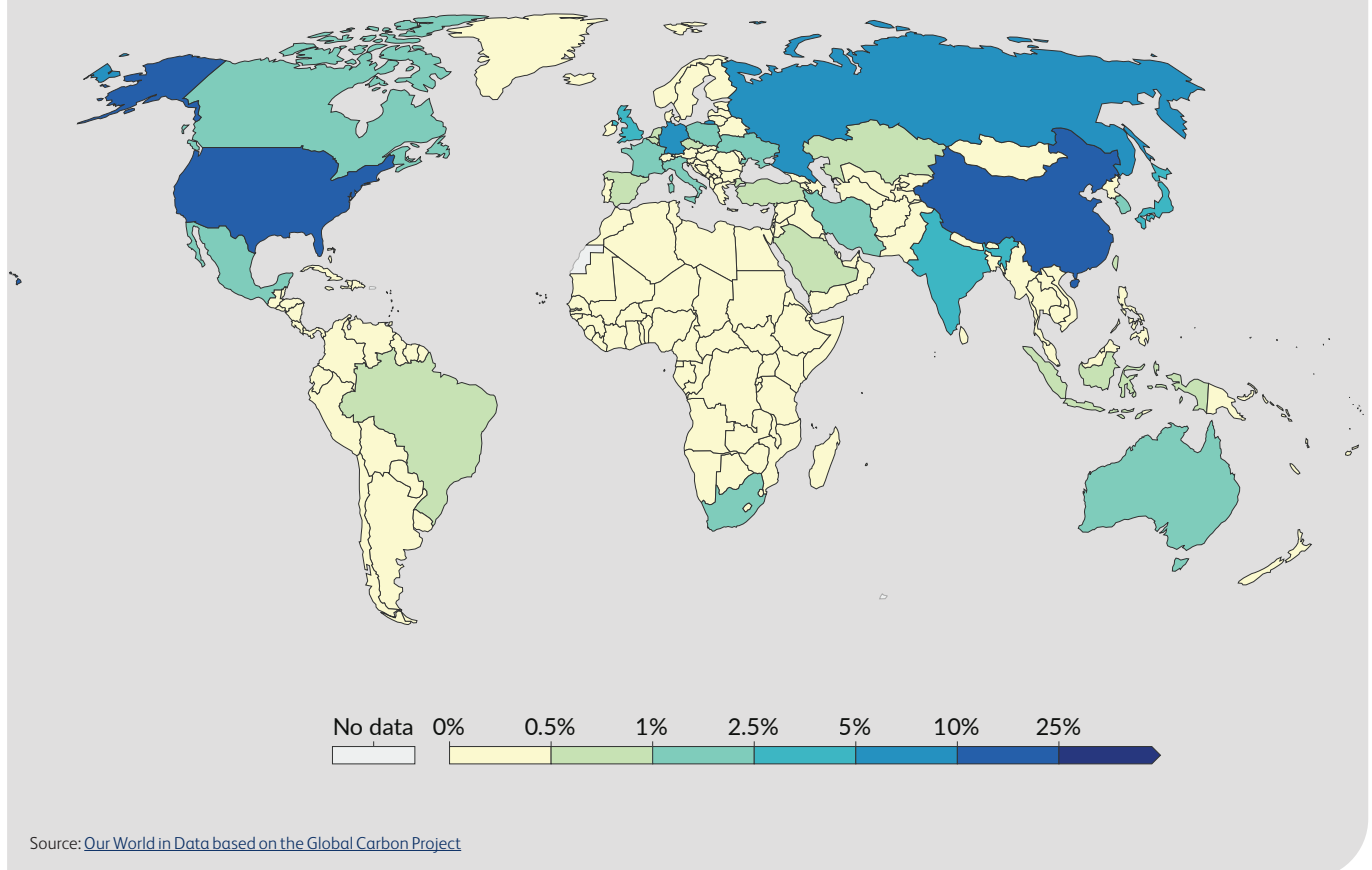 No data 0% 0.5% 1% 2.5% 5% 10% 25%
Source: Our World in Data based on the Global Carbon Project